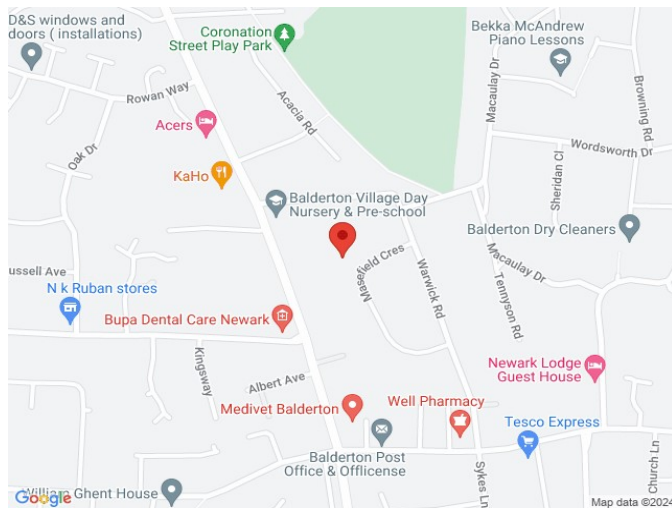 D&S windows and
doors ( installations)
Coronation
Street Play Park
Bekka McAndrew
Piano Lessons
Macaulay Dr
Browning Rd
Rowan Way
Acacia Rd
Acers
Wordsworth Dr
Oak Dr
Sheridan Cl
KaHo
Balderton Village Day
Nursery & Pre-school
Balderton Dry Cleaners
ussell Ave
Masefield Cres
Warwick Rd
Macaulay Dr
N k Ruban stores
Tennyson Rd
Bupa Dental Care Newark
Kingsway
Newark Lodge
Guest House
Albert Ave
Medivet Balderton
Well Pharmacy
Tesco Express
Balderton Post
Office & Offlicense
Sykes Ln
Church Ln
William Ghent House
Google
Map data ©2024